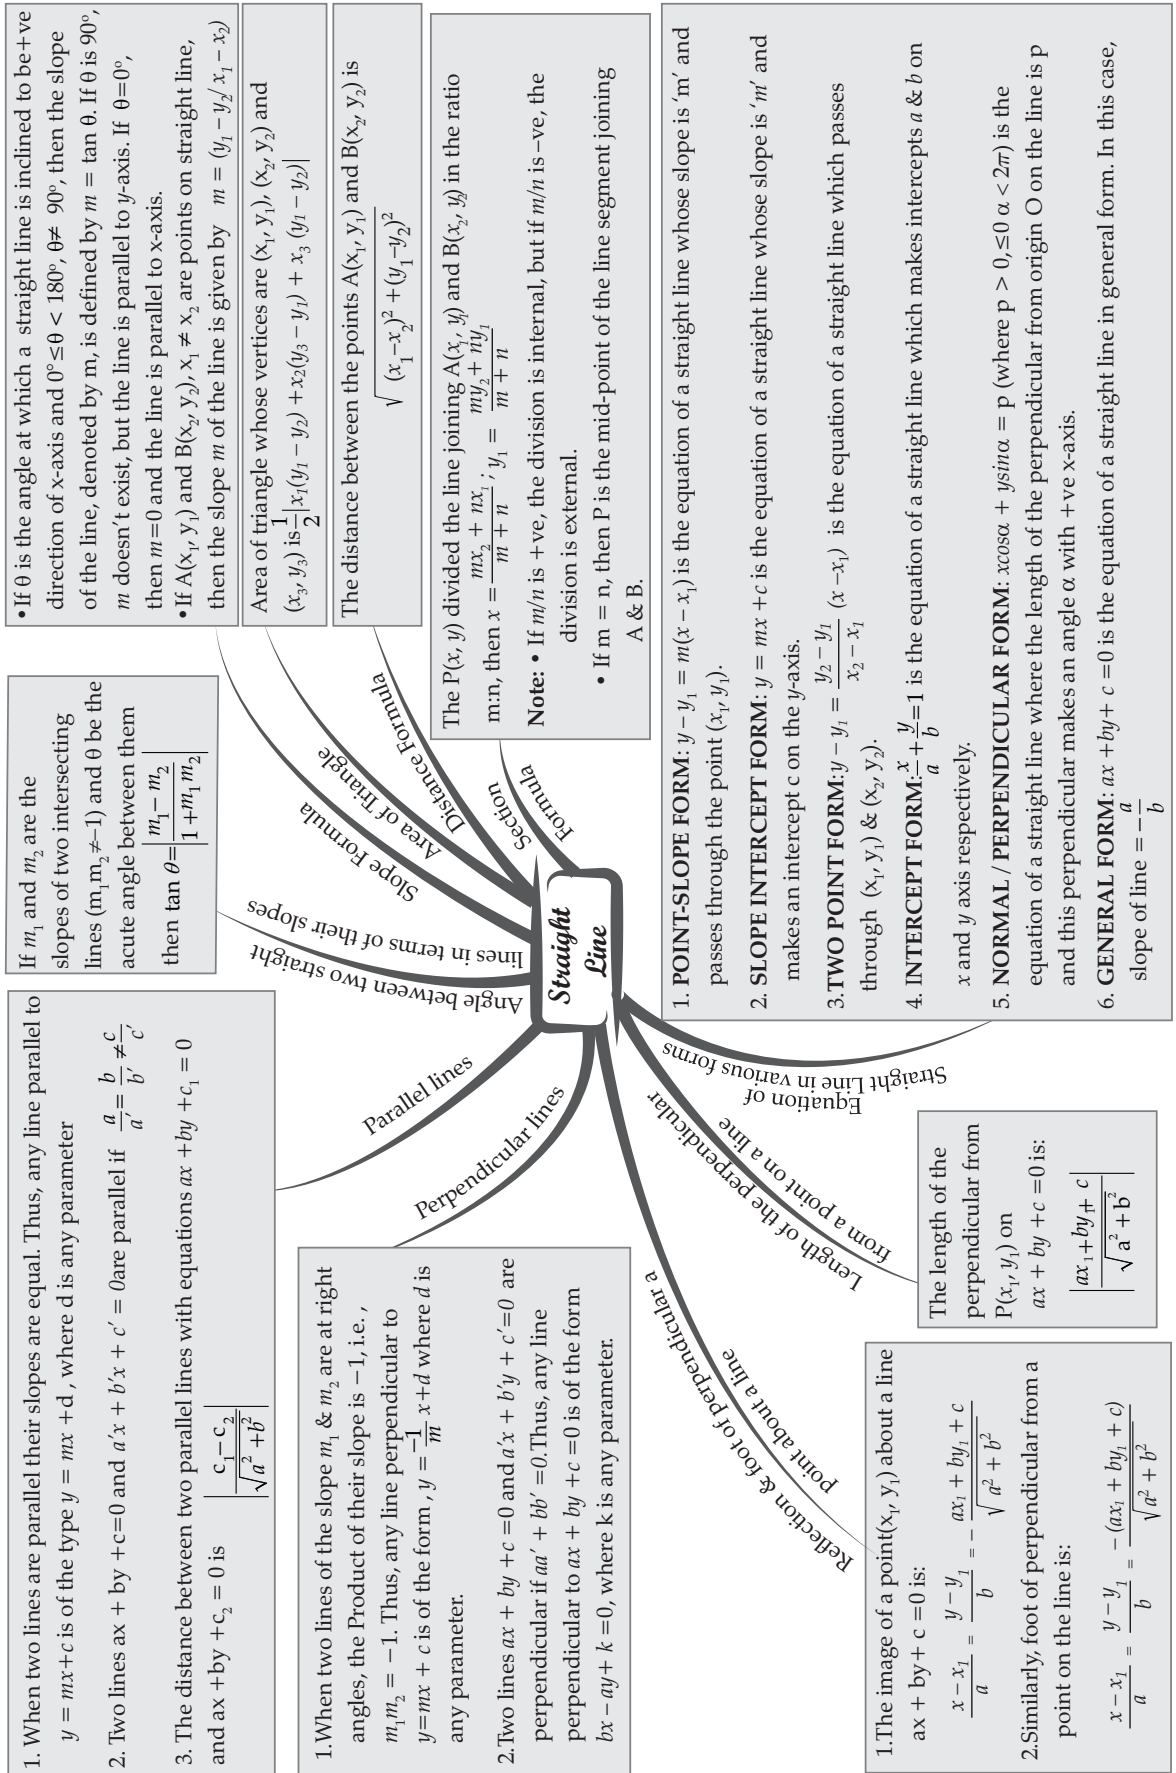 •If θ is the angle at which a straight line is inclined to be+ve
direction of x-axis and 0°≤θ < 180°, θ≠ 90°, then the slope
of the line, denoted by m, is defined by m = tan θ. If θ is 90°,
m doesn't exist, but the line is parallel to y-axis. If θ=0°,
then m=0 and the line is parallel to x-axis.
•If A(x₁, y₁) and B(x₂, y₂), x₁ ≠ x₂ are points on straight line,
then the slope m of the line is given by m = (y₁ – y₂/ x₁ – x₂)
Area of triangle whose vertices are (x₁, y₁), (x₂, y₂) and
(x₃, y₃) is 1/2|x₁(y₁ – y₂) +x₂(y₃ – y₁) + x₃ (y₁ – y₂)|
The distance between the points A(x₁, y₁) and B(x₂, y₂) is
√(x₁–x₂)² +(y₁–y₂)²
The P(x, y) divided the line joining A(x₁, y₁) and B(x₂, y₂) in the ratio
m:n, then x = mx₂ + nx₁ / m + n, y₁ = my₂ + ny₁ / m + n
Note: • If m/n is +ve, the division is internal, but if m/n is –ve, the
division is external.
• If m = n, then P is the mid-point of the line segment joining
A & B.
1. POINT-SLOPE FORM: y – y₁ = m(x – x₁) is the equation of a straight line whose slope is 'm' and
passes through the point (x₁, y₁).
2. SLOPE INTERCEPT FORM: y = mx +c is the equation of a straight line whose slope is 'm' and
makes an intercept c on the y-axis.
3.TWO POINT FORM: y – y₁ = y₂ – y₁ / x₂ – x₁ (x –x₁) is the equation of a straight line which passes
through (x₁, y₁) & (x₂, y₂).
4. INTERCEPT FORM: x/a + y/b =1 is the equation of a straight line which makes intercepts a & b on
x and y axis respectively.
5. NORMAL / PERPENDICULAR FORM: xcosα + ysinα = p (where p > 0,≤0 α < 2π) is the
equation of a straight line where the length of the perpendicular from origin O on the line is p
and this perpendicular makes an angle α with +ve x-axis.
6. GENERAL FORM: ax +by+ c =0 is the equation of a straight line in general form. In this case,
slope of line = – a/b
If m₁ and m₂ are the
slopes of two intersecting
lines (m₁m₂≠–1) and θ be the
acute angle between them
then tan θ=|m₁– m₂ / 1+m₁ m₂|
Distance Formula
Area of Triangle
Slope Formula
Section
Formula
Angle between two straight
lines in terms of their slopes
Straight
Line
Parallel lines
Perpendicular lines
Equation of
Straight Line in various forms
Length of the perpendicular
from a point on a line
Reflection & foot of perpendicular a
point about a line
1. When two lines are parallel their slopes are equal. Thus, any line parallel to
y = mx+c is of the type y = mx +d , where d is any parameter
2. Two lines ax + by +c=0 and a′x + b′x + c′ = 0are parallel if a/a′ = b/b′ ≠ c/c′
3. The distance between two parallel lines with equations ax +by +c₁ = 0
and ax +by +c₂ = 0 is |c₁– c₂ / √a² +b²|
1.When two lines of the slope m₁ & m₂ are at right
angles, the Product of their slope is –1, i.e.,
m₁m₂ = –1. Thus, any line perpendicular to
y=mx + c is of the form , y = –1/m x+d where d is
any parameter.
2.Two lines ax + by +c =0 and a′x + b′y + c′=0 are
perpendicular if aa′ + bb′ =0.Thus, any line
perpendicular to ax + by +c =0 is of the form
bx – ay+ k =0, where k is any parameter.
The length of the
perpendicular from
P(x₁, y₁) on
ax + by +c =0 is:
|ax₁+by₁+ c / √a² +b²|
1.The image of a point(x₁, y₁) about a line
ax + by+ c =0 is:
x – x₁ / a = y – y₁ / b = – ax₁ + by₁ + c / √a² + b²
2.Similarly, foot of perpendicular from a
point on the line is:
x – x₁ / a = y – y₁ / b = –(ax₁ + by₁ + c) / √a² + b²